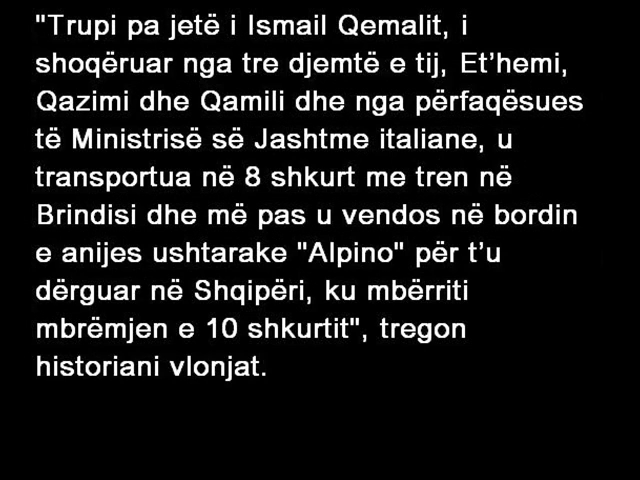 "Trupi pa jetë i Ismail Qemalit, i
shoqëruar nga tre djemtë e tij, Et’hemi,
Qazimi dhe Qamili dhe nga përfaqësues
të Ministrisë së Jashtme italiane, u
transportua në 8 shkurt me tren në
Brindisi dhe më pas u vendos në bordin
e anijes ushtarake "Alpino" për t’u
dërguar në Shqipëri, ku mbërriti
mbrëmjen e 10 shkurtit", tregon
historiani vlonjat.